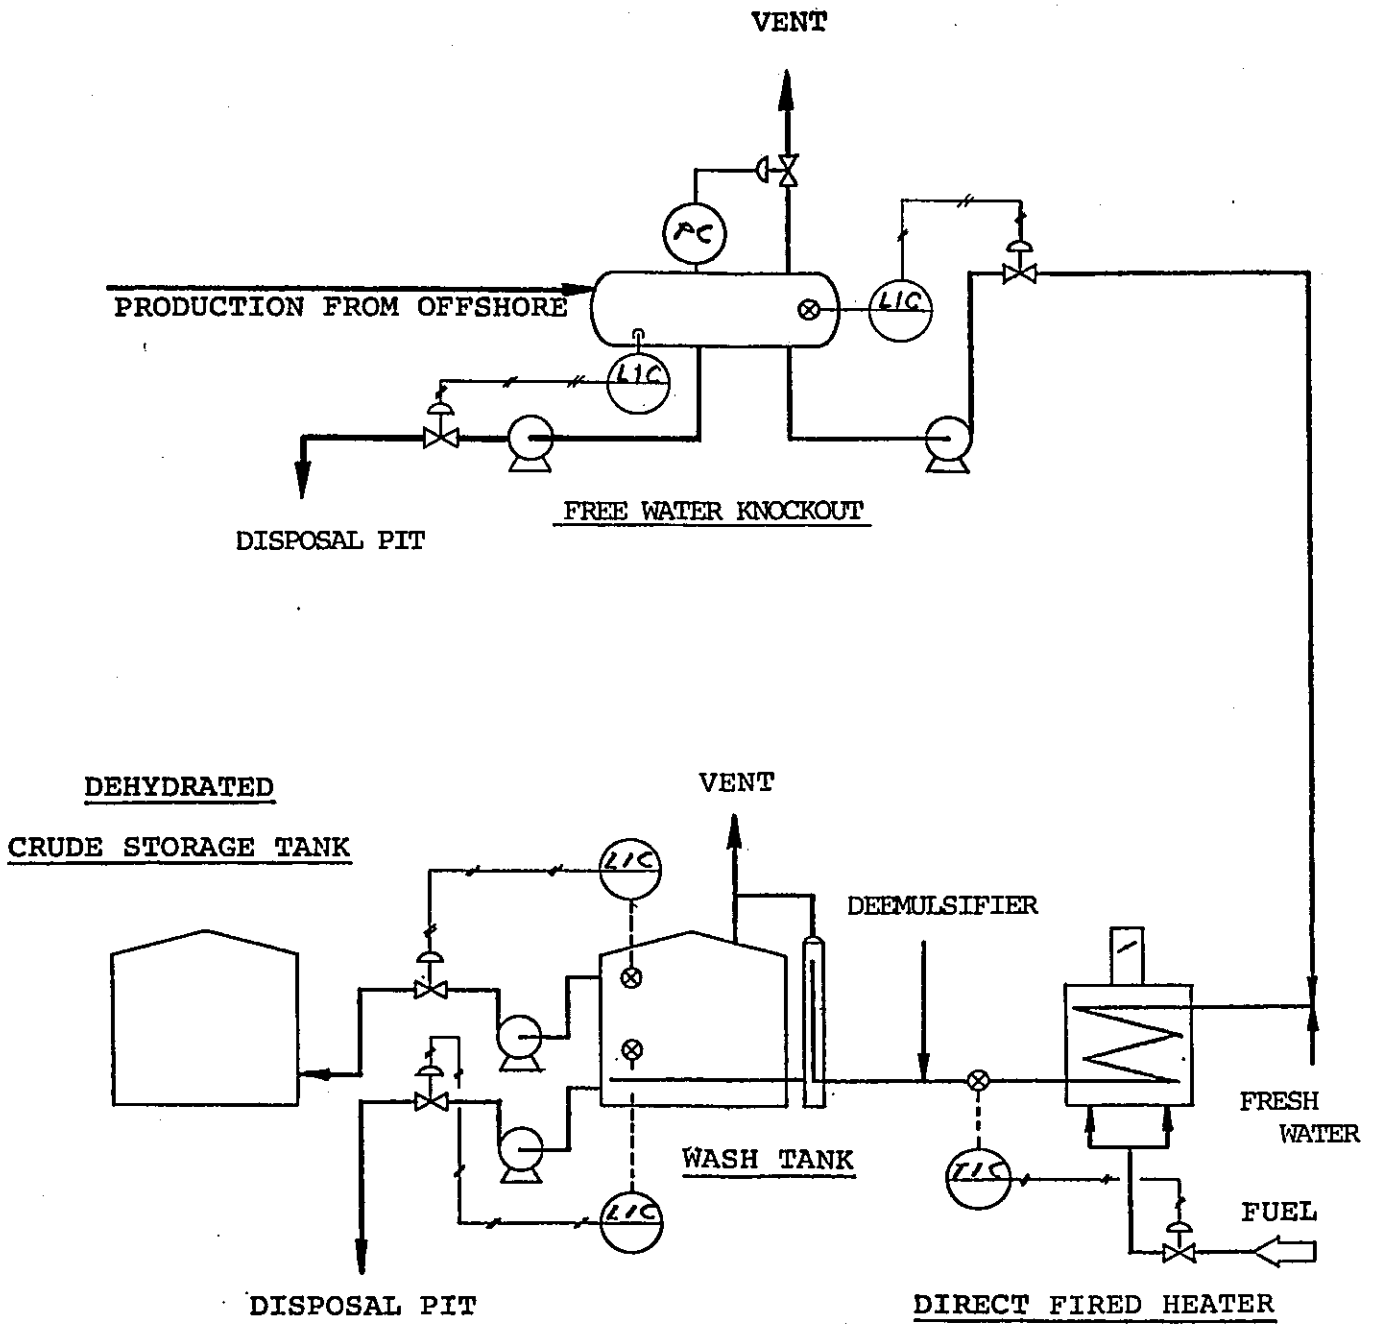 VENT
PC
PRODUCTION FROM OFFSHORE
LIC
LIC
FREE WATER KNOCKOUT
DISPOSAL PIT
DEHYDRATED
CRUDE STORAGE TANK
VENT
LIC
DEEMULSIFIER
FRESH
WATER
WASH TANK
TIC
LIC
FUEL
DISPOSAL PIT
DIRECT FIRED HEATER